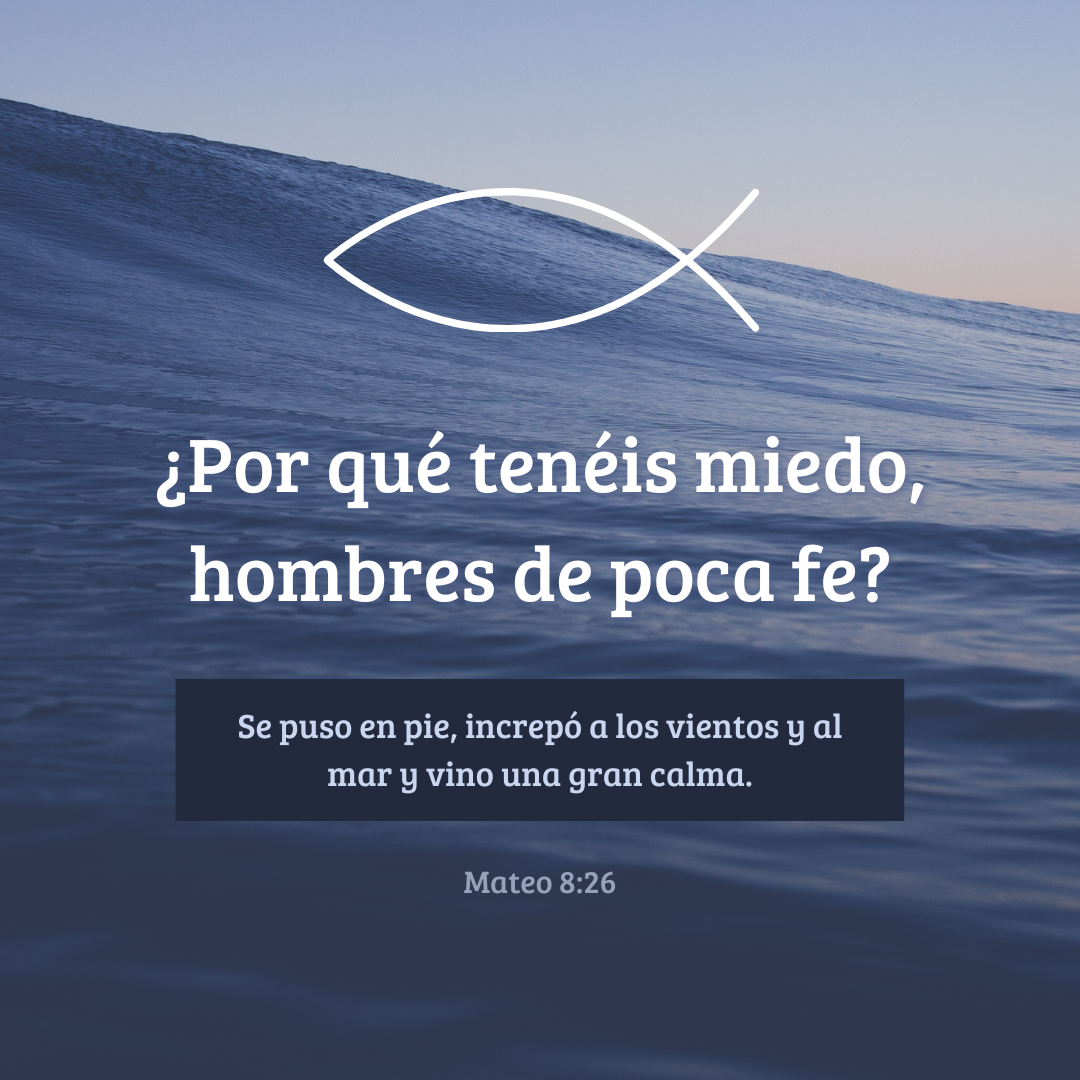 ¿Por qué tenéis miedo,
hombres de poca fe?
Se puso en pie, increpó a los vientos y al
mar y vino una gran calma.
Mateo 8:26